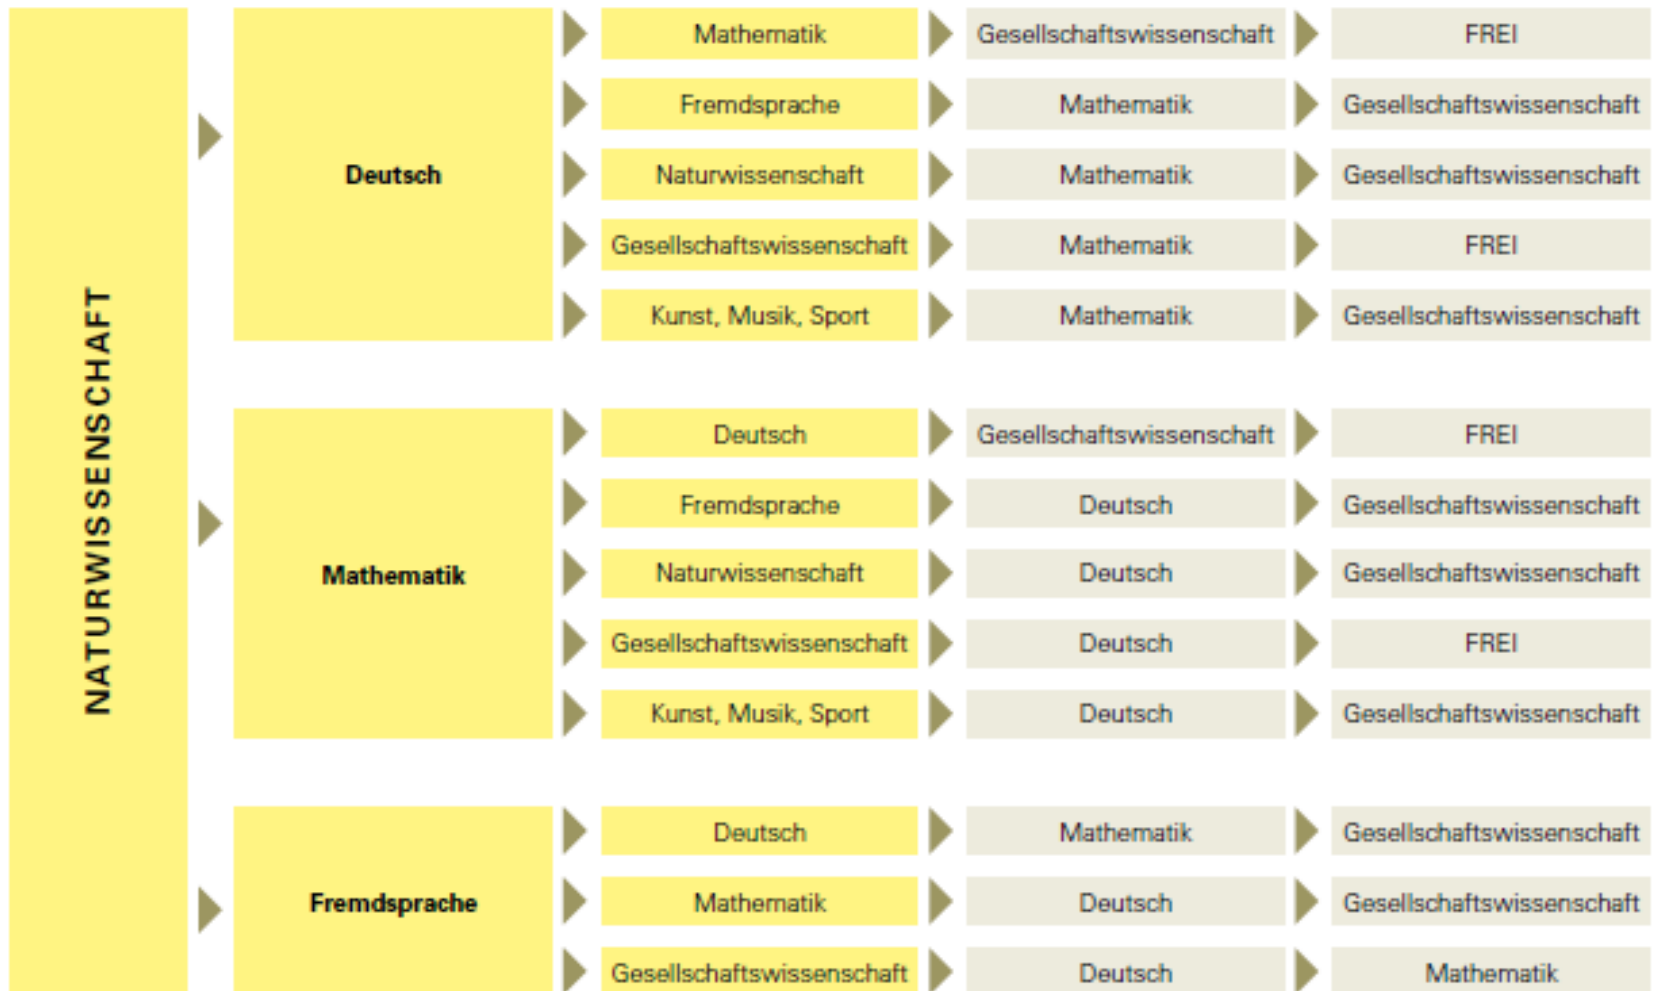 NATURWISSENSCHAFT
Deutsch
Mathematik Gesellschaftswissenschaft FREI
Fremdsprache Mathematik Gesellschaftswissenschaft
Naturwissenschaft Mathematik Gesellschaftswissenschaft
Gesellschaftswissenschaft Mathematik FREI
Kunst, Musik, Sport Mathematik Gesellschaftswissenschaft
Mathematik
Deutsch Gesellschaftswissenschaft FREI
Fremdsprache Deutsch Gesellschaftswissenschaft
Naturwissenschaft Deutsch Gesellschaftswissenschaft
Gesellschaftswissenschaft Deutsch FREI
Kunst, Musik, Sport Deutsch Gesellschaftswissenschaft
Fremdsprache
Deutsch Mathematik Gesellschaftswissenschaft
Mathematik Deutsch Gesellschaftswissenschaft
Gesellschaftswissenschaft Deutsch Mathematik